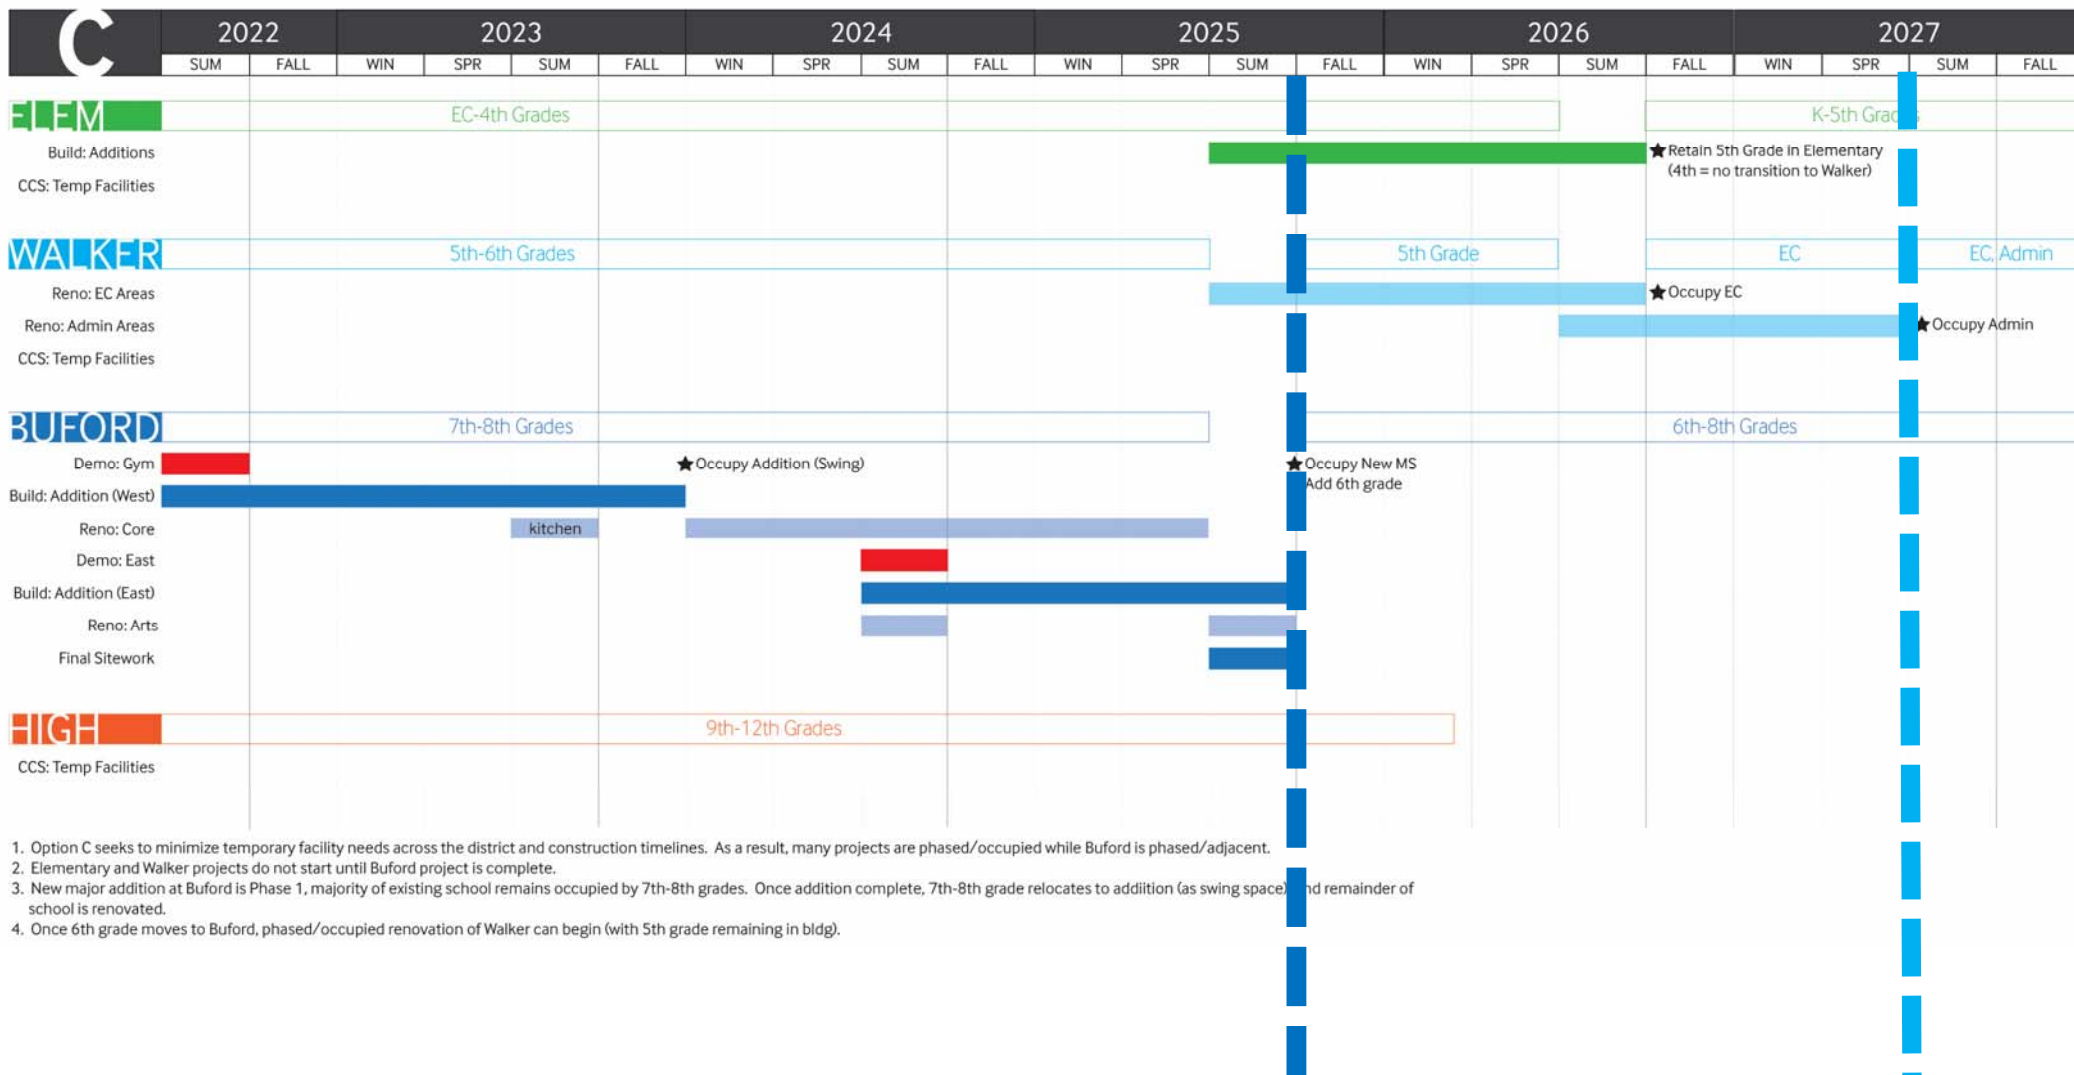 C
2022 2023 2024 2025 2026 2027
SUM FALL WIN SPR SUM FALL WIN SPR SUM FALL WIN SPR SUM FALL WIN SPR SUM FALL WIN SPR SUM FALL
ELEM EC-4th Grades K-5th Grades
Build: Additions ★Retain 5th Grade in Elementary
(4th = no transition to Walker)
CCS: Temp Facilities
WALKER 5th-6th Grades 5th Grade EC EC, Admin
Reno: EC Areas ★Occupy EC
Reno: Admin Areas ★Occupy Admin
CCS: Temp Facilities
BUFORD 7th-8th Grades 6th-8th Grades
Demo: Gym ★Occupy Addition (Swing) ★Occupy New MS
Add 6th grade
Build: Addition (West)
Reno: Core kitchen
Demo: East
Build: Addition (East)
Reno: Arts
Final Sitework
HIGH 9th-12th Grades
CCS: Temp Facilities
1. Option C seeks to minimize temporary facility needs across the district and construction timelines. As a result, many projects are phased/occupied while Buford is phased/adjacent.
2. Elementary and Walker projects do not start until Buford project is complete.
3. New major addition at Buford is Phase 1, majority of existing school remains occupied by 7th-8th grades. Once addition complete, 7th-8th grade relocates to addiition (as swing space) and remainder of
school is renovated.
4. Once 6th grade moves to Buford, phased/occupied renovation of Walker can begin (with 5th grade remaining in bldg).